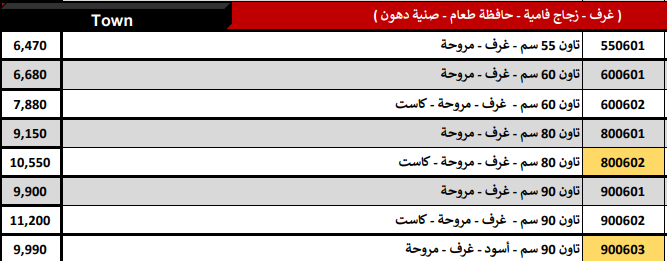 ( غرف - زجاج فامية - حافظة طعام - صنية دهون ) Town
550601 تاون 55 سم - غرف - مروحة 6,470
600601 تاون 60 سم - غرف - مروحة 6,680
600602 تاون 60 سم - غرف - مروحة - كاست 7,880
800601 تاون 80 سم - غرف - مروحة 9,150
800602 تاون 80 سم - غرف - مروحة - كاست 10,550
900601 تاون 90 سم - غرف - مروحة 9,900
900602 تاون 90 سم - غرف - مروحة - كاست 11,200
900603 تاون 90 سم - أسود - غرف - مروحة 9,990